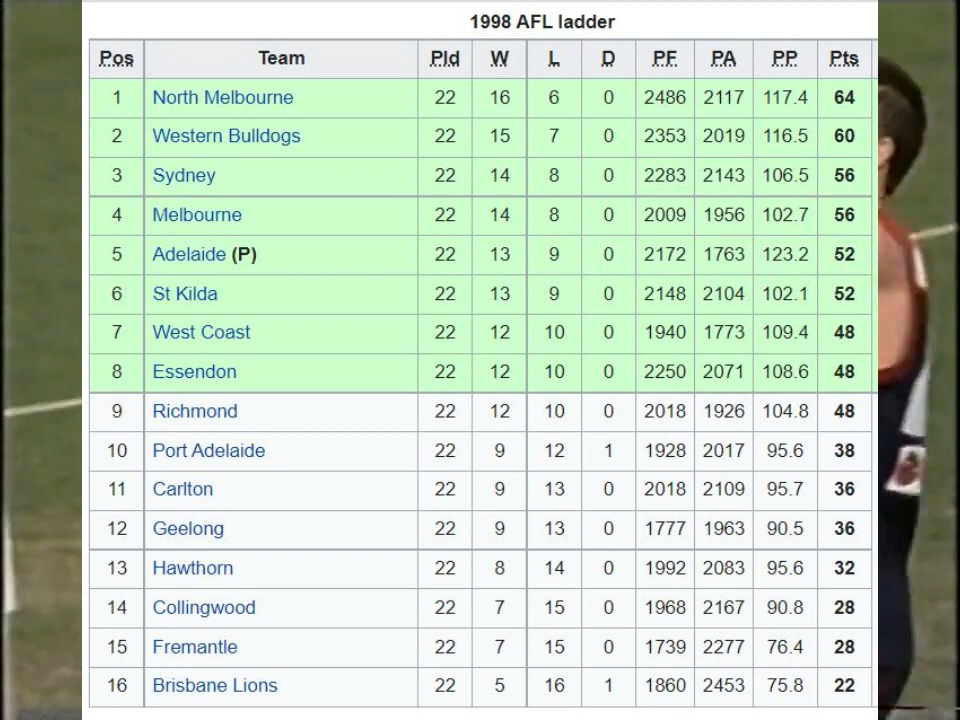 1998 AFL ladder
Pos Team Pld W L D PF PA PP Pts
1 North Melbourne 22 16 6 0 2486 2117 117.4 64
2 Western Bulldogs 22 15 7 0 2353 2019 116.5 60
3 Sydney 22 14 8 0 2283 2143 106.5 56
4 Melbourne 22 14 8 0 2009 1956 102.7 56
5 Adelaide (P) 22 13 9 0 2172 1763 123.2 52
6 St Kilda 22 13 9 0 2148 2104 102.1 52
7 West Coast 22 12 10 0 1940 1773 109.4 48
8 Essendon 22 12 10 0 2250 2071 108.6 48
9 Richmond 22 12 10 0 2018 1926 104.8 48
10 Port Adelaide 22 9 12 1 1928 2017 95.6 38
11 Carlton 22 9 13 0 2018 2109 95.7 36
12 Geelong 22 9 13 0 1777 1963 90.5 36
13 Hawthorn 22 8 14 0 1992 2083 95.6 32
14 Collingwood 22 7 15 0 1968 2167 90.8 28
15 Fremantle 22 7 15 0 1739 2277 76.4 28
16 Brisbane Lions 22 5 16 1 1860 2453 75.8 22